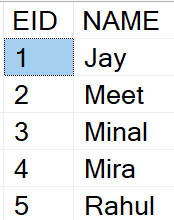 EID NAME
1 Jay
2 Meet
3 Minal
4 Mira
5 Rahul